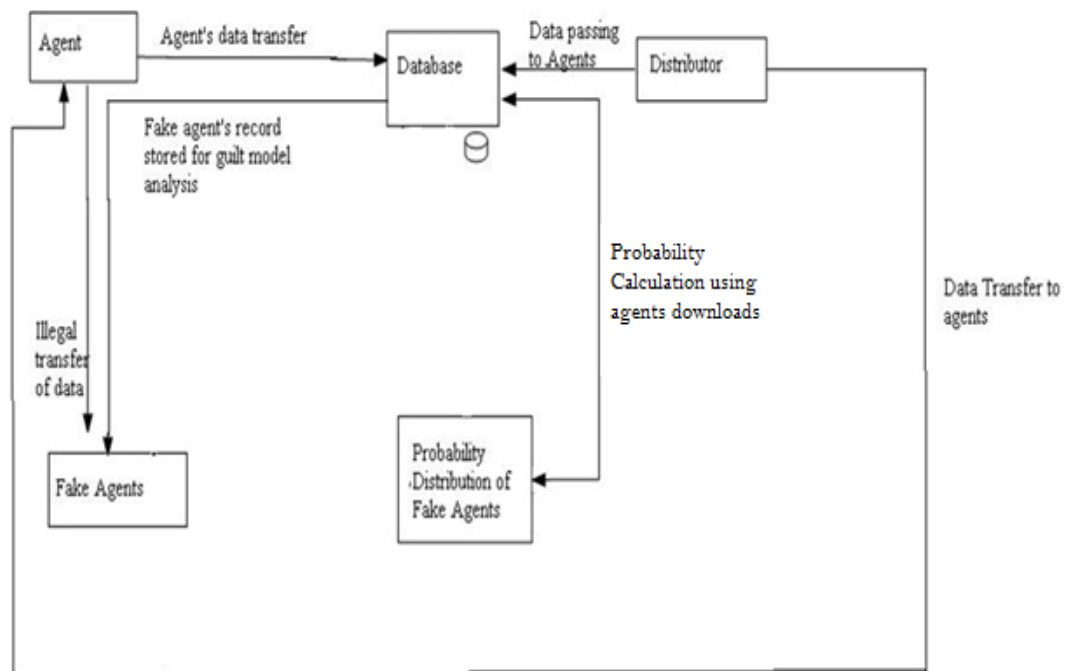 Agent
Agent's data transfer
Database
Data passing
to Agents
Distributor
Fake agent's record
stored for guilt model
analysis
Probability
Calculation using
agents downloads
Data Transfer to
agents
Illegal
transfer
of data
Fake Agents
Probability
Distribution of
Fake Agents